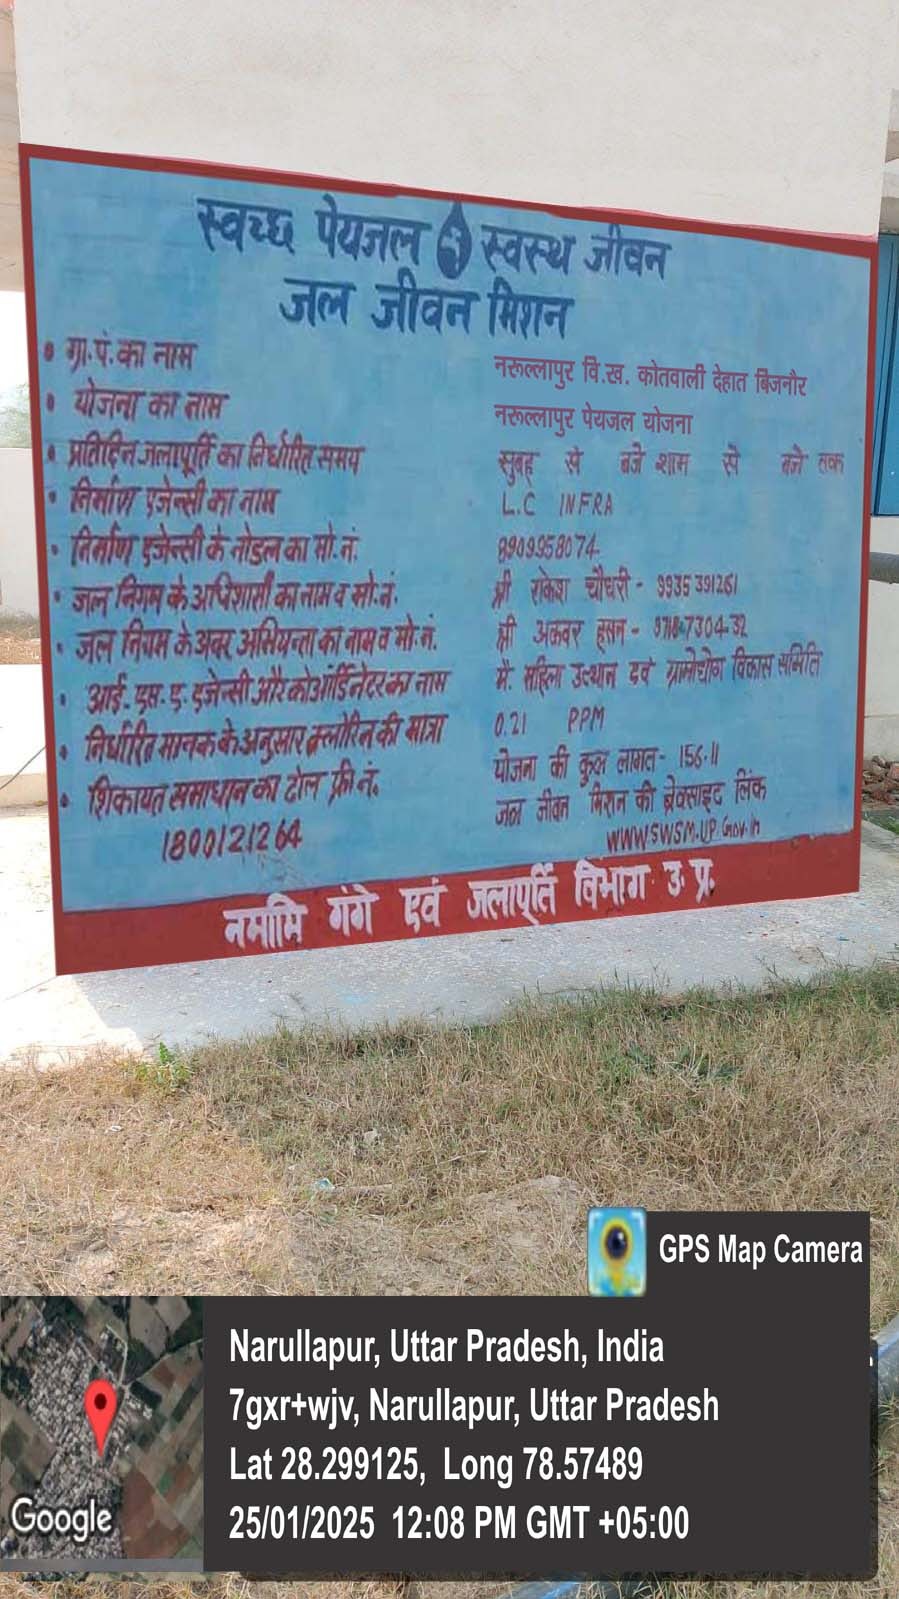 स्वच्छ पेयजल स्वस्थ जीवन
जल जीवन मिशन
• ग्रा.पं. का नाम नरूल्लापुर वि.ख. कोतवाली देहात बिजनौर
• योजना का नाम नरूल्लापुर पेयजल योजना
• प्रतिदिन जलापूर्ति का निर्धारित समय सुबह से बजे शाम से बजे तक
• निर्माण एजेन्सी का नाम L.C INFRA
• निर्माण एजेन्सी के नोडल का मो.नं. 8909958074
• जल निगम के अधिशासी का नाम व मो.नं. श्री राकेश चौधरी - 9935391261
• जल निगम के अवर अभियन्ता का नाम व मो.नं. श्री अकवर हसन -
• आई.एस.ए. एजेन्सी और कोऑर्डिनेटर का नाम मै. महिला उत्थान एवं ग्रामोद्योग विकास समिति
• निर्धारित मानक के अनुसार क्लोरिन की मात्रा 0.21 PPM
• शिकायत समाधान का टोल फ्री नं. योजना की कुल लागत - 156.11
1800121264 जल जीवन मिशन की बेवसाइट लिंक
www.swsm.up.Gov.in
नमामि गंगे एवं जलापूर्ति विभाग उ.प्र.
GPS Map Camera
Narullapur, Uttar Pradesh, India
7gxr+wjv, Narullapur, Uttar Pradesh
Lat 28.299125, Long 78.57489
25/01/2025 12:08 PM GMT +05:00
Google